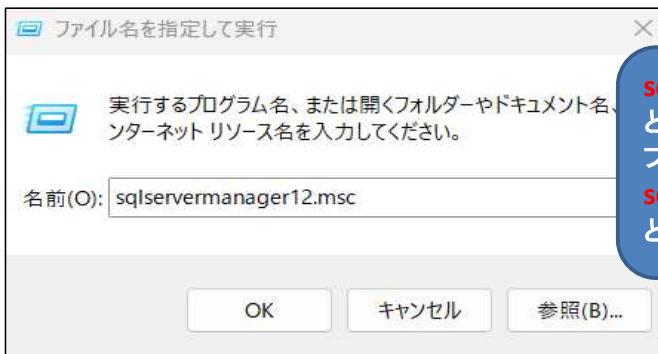 ファイル名を指定して実行
実行するプログラム名、または開くフォルダーやドキュメント名、
ンターネット リソース名を入力してください。
名前(O): sqlservermanager12.msc
OK キャンセル 参照(B)...